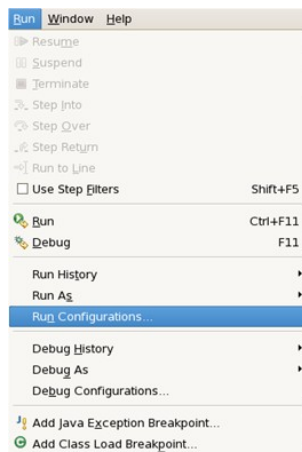 Run Window Help
Resume
Suspend
Terminate
Step Into
Step Over
Step Return
Run to Line
Use Step Filters Shift+F5
Run Ctrl+F11
Debug F11
Run History
Run As
Run Configurations...
Debug History
Debug As
Debug Configurations...
Add Java Exception Breakpoint...
Add Class Load Breakpoint...